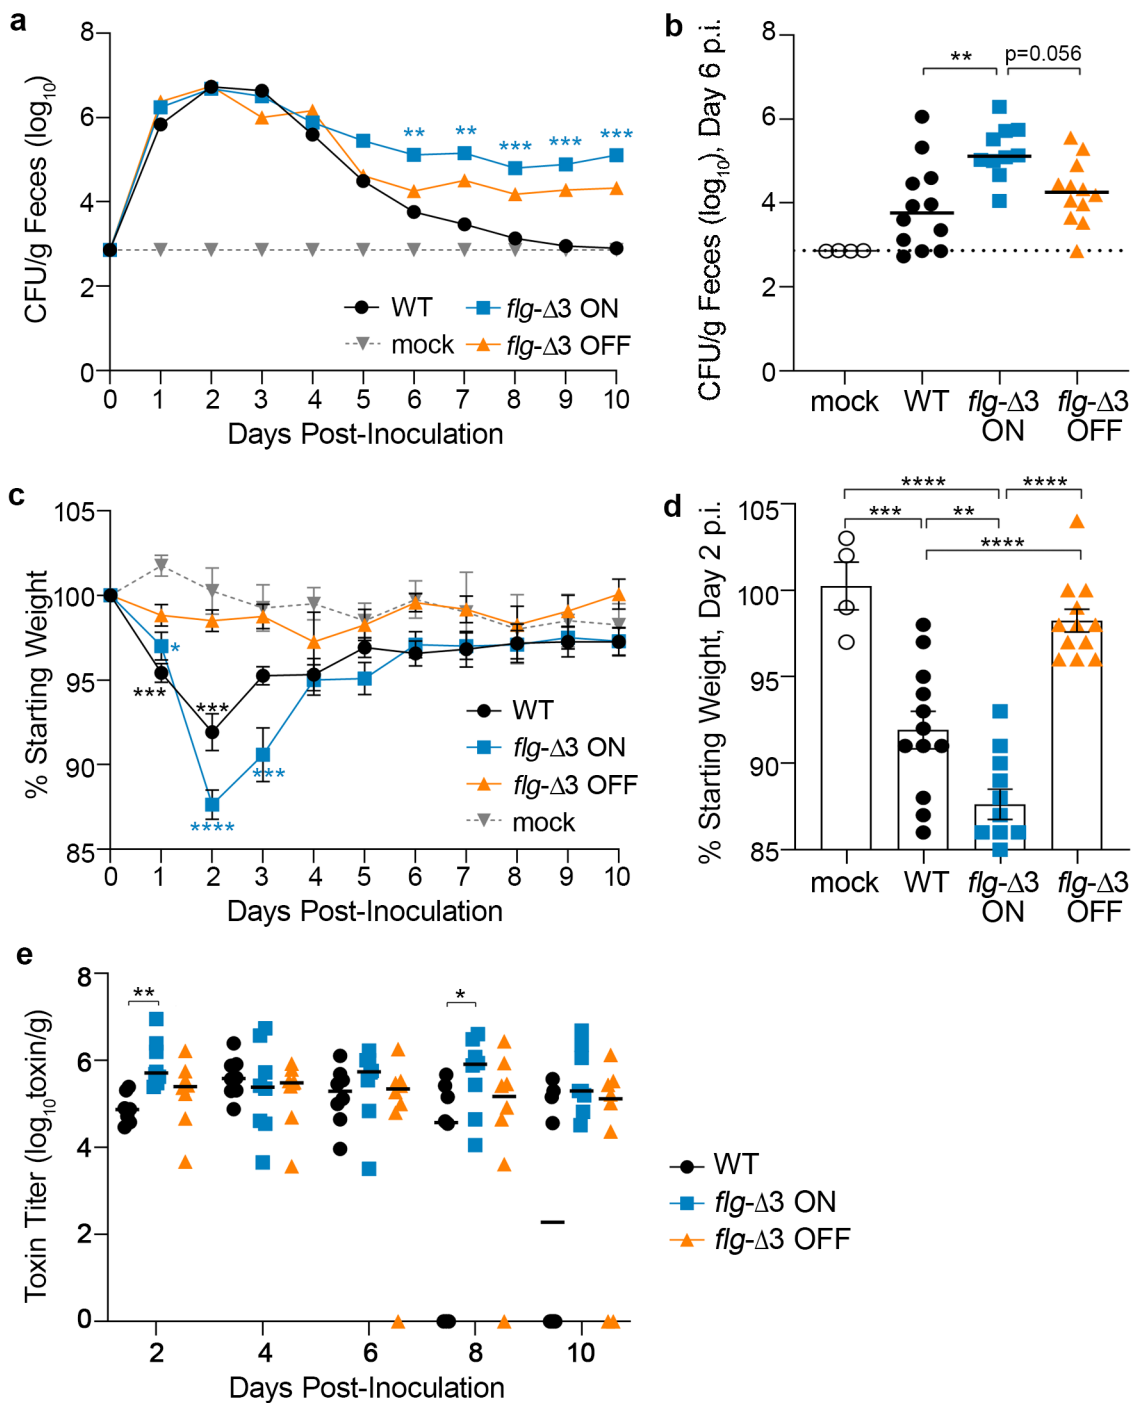 a
8
6
4
2
0
CFU/g Feces (log10)
** ** *** *** ***
WT
flg-Δ3 ON
mock
flg-Δ3 OFF
0 1 2 3 4 5 6 7 8 9 10
Days Post-Inoculation
b
8
6
4
2
0
CFU/g Feces (log10), Day 6 p.i.
**
p=0.056
mock WT flg-Δ3 flg-Δ3
ON OFF
c
105
100
95
90
85
% Starting Weight
*
***
***
***
****
WT
flg-Δ3 ON
flg-Δ3 OFF
mock
0 1 2 3 4 5 6 7 8 9 10
Days Post-Inoculation
d
105
100
95
90
85
% Starting Weight, Day 2 p.i.
**** ****
*** **
****
mock WT flg-Δ3 flg-Δ3
ON OFF
e
8
6
4
2
0
Toxin Titer (log10toxin/g)
** *
WT
flg-Δ3 ON
flg-Δ3 OFF
2 4 6 8 10
Days Post-Inoculation